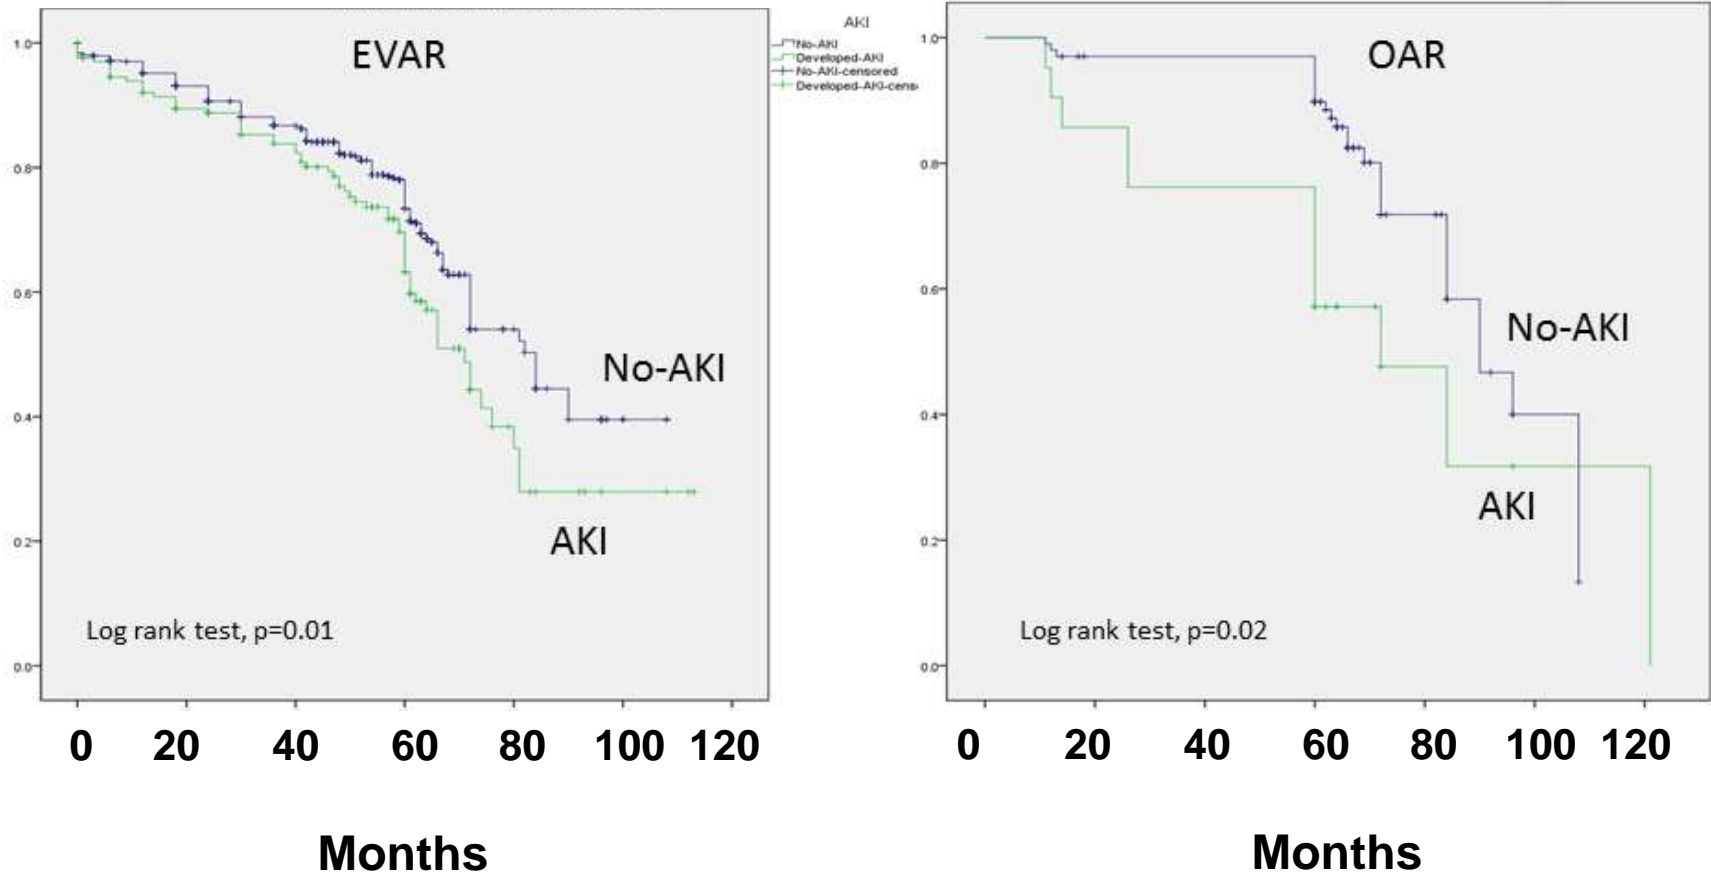 EVAR
1.0
0.8
0.6
0.4
0.2
0.0
No-AKI
AKI
Log rank test, p=0.01
0 20 40 60 80 100 120
Months
AKI
No-AKI
Developed-AKI
No-AKI-censored
Developed-AKI-cens
OAR
1.0
0.8
0.6
0.4
0.2
0.0
No-AKI
AKI
Log rank test, p=0.02
0 20 40 60 80 100 120
Months